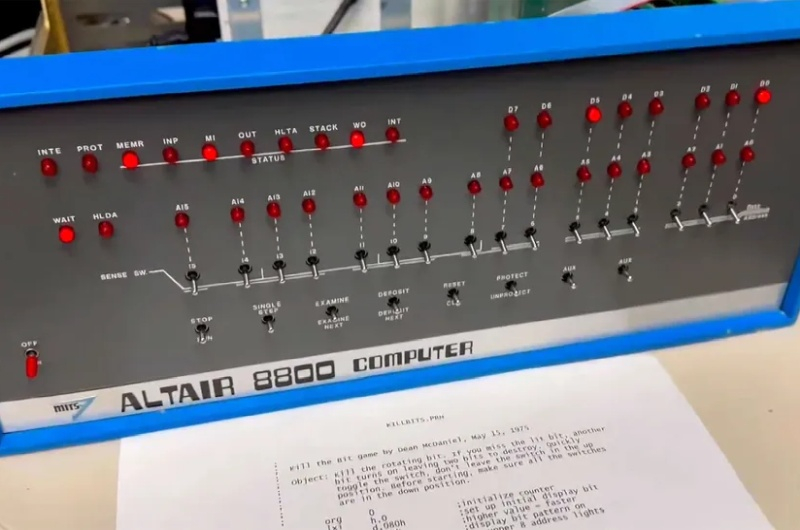 D7 D6 D5 D4 D3 D2 D1 D0
INTE PROT MEMR INP MI OUT HLTA STACK WO INT
STATUS
A8 A7 A6 A5 A4 A3 A2 A1 A0
WAIT HLDA A15 A14 A13 A12 A11 A10 A9
SENSE SW.
STOP SINGLE STEP EXAMINE DEPOSIT RESET PROTECT AUX AUX
RUN EXAMINE NEXT DEPOSIT NEXT CLR UNPROTECT
OFF
mits ALTAIR 8800 COMPUTER
KILLBITS.PRN
; Kill the Bit game by Dean McDaniel, May 15, 1975
; Object: Kill the rotating bit. If you miss the lit bit, another
; bit turns on leaving two bits to destroy. Quickly
; toggle the switch, don't leave the switch in the up
; position. Before starting, make sure all the switches
; are in the down position.
org 0
lxi h,0 ;initialize counter
;set up initial display bit
;higher value = faster
;display bit pattern on
upper 8 address lights